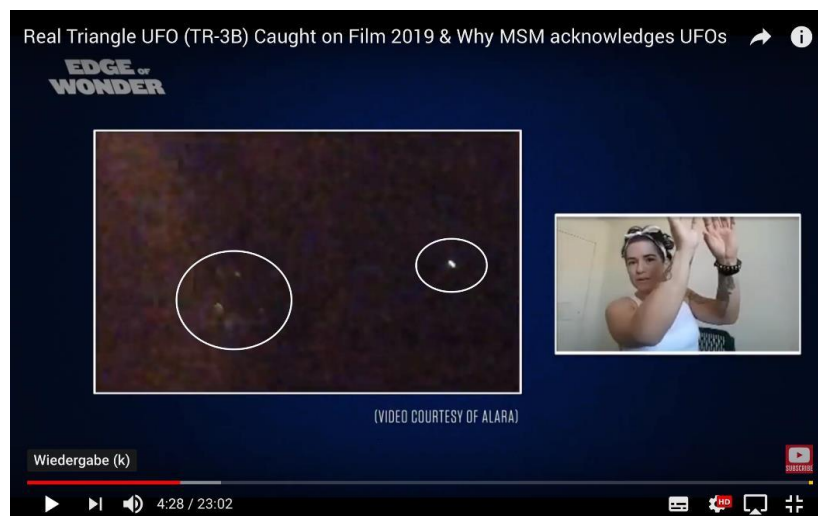 Real Triangle UFO (TR-3B) Caught on Film 2019 & Why MSM acknowledges UFOs
EDGE OF
WONDER
(VIDEO COURTESY OF ALARA)
Wiedergabe (k)
SUBSCRIBE
4:28 / 23:02
HD